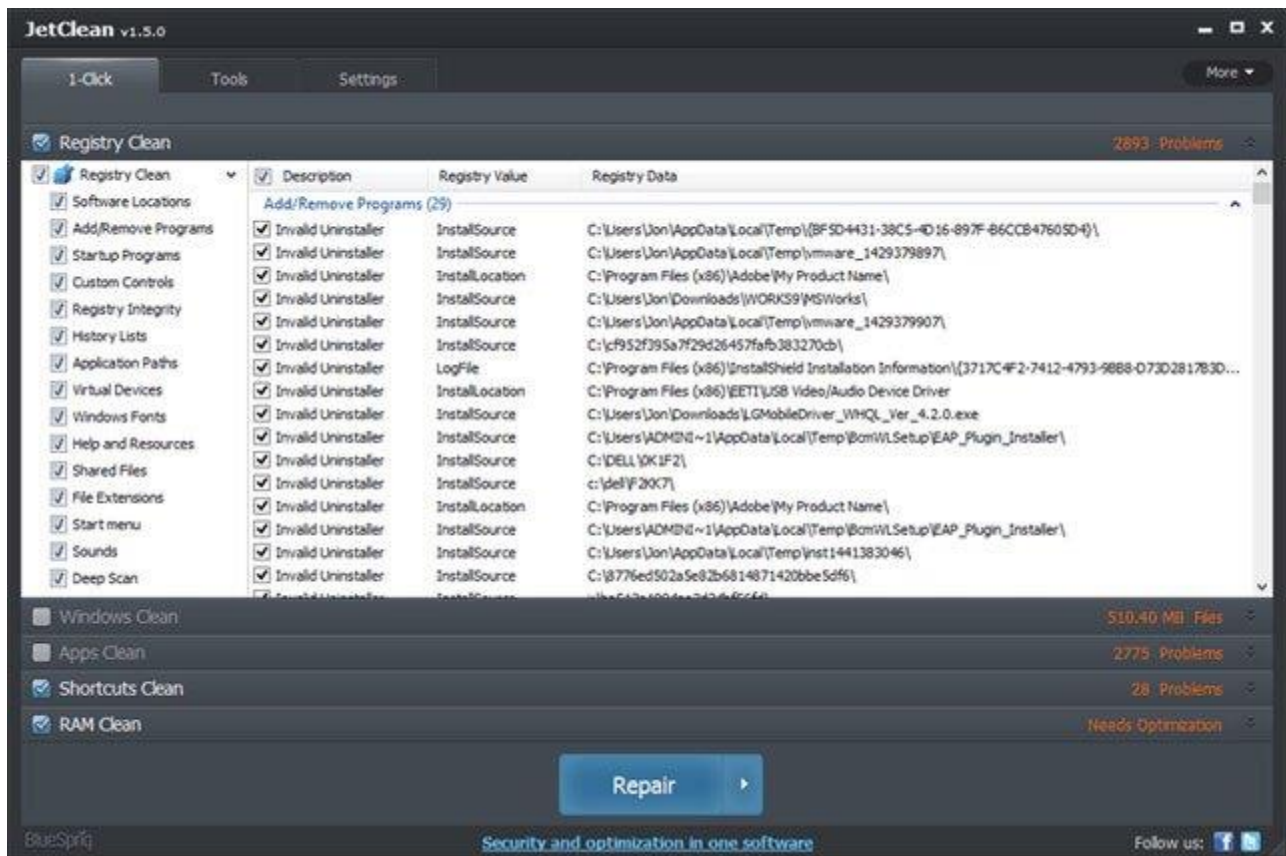 JetClean v1.5.0
1-Click Tools Settings More
Registry Clean 2893 Problems
Registry Clean Description Registry Value Registry Data
Software Locations Add/Remove Programs (29)
Add/Remove Programs Invalid Uninstaller InstallSource C:\Users\Jon\AppData\Local\Temp\{BF5D4431-38C5-4D16-897F-B6CCB47605D4}\
Startup Programs Invalid Uninstaller InstallSource C:\Users\Jon\AppData\Local\Temp\vmware_1429379897\
Custom Controls Invalid Uninstaller InstallLocation C:\Program Files (x86)\Adobe\My Product Name\
Registry Integrity Invalid Uninstaller InstallSource C:\Users\Jon\Downloads\WORKS9\MSWorks\
History Lists Invalid Uninstaller InstallSource C:\Users\Jon\AppData\Local\Temp\vmware_1429379907\
Invalid Uninstaller InstallSource C:\cf952f395a7f29d26457fafb383270cb\
Application Paths Invalid Uninstaller LogFile C:\Program Files (x86)\InstallShield Installation Information\{3717C4F2-7412-4793-9BB8-D73D2817B3D...
Virtual Devices Invalid Uninstaller InstallLocation C:\Program Files (x86)\EETI\USB Video/Audio Device Driver
Windows Fonts Invalid Uninstaller InstallSource C:\Users\Jon\Downloads\LGMobileDriver_WHQL_Ver_4.2.0.exe
Help and Resources Invalid Uninstaller InstallSource C:\Users\ADMINI~1\AppData\Local\Temp\BcmWLSetup\EAP_Plugin_Installer\
Shared Files Invalid Uninstaller InstallSource C:\DELL\0K1F2\
Invalid Uninstaller InstallSource c:\dell\F2KK7\
File Extensions Invalid Uninstaller InstallLocation C:\Program Files (x86)\Adobe\My Product Name\
Start menu Invalid Uninstaller InstallSource C:\Users\ADMINI~1\AppData\Local\Temp\BcmWLSetup\EAP_Plugin_Installer\
Sounds Invalid Uninstaller InstallSource C:\Users\Jon\AppData\Local\Temp\inst1441383046\
Deep Scan Invalid Uninstaller InstallSource C:\8776ed502a5e82b6814871420bbe5df6\
Windows Clean 510.40 MB Files
Apps Clean 2775 Problems
Shortcuts Clean 28 Problems
RAM Clean Needs Optimization
Repair
BlueSprig Security and optimization in one software Follow us: